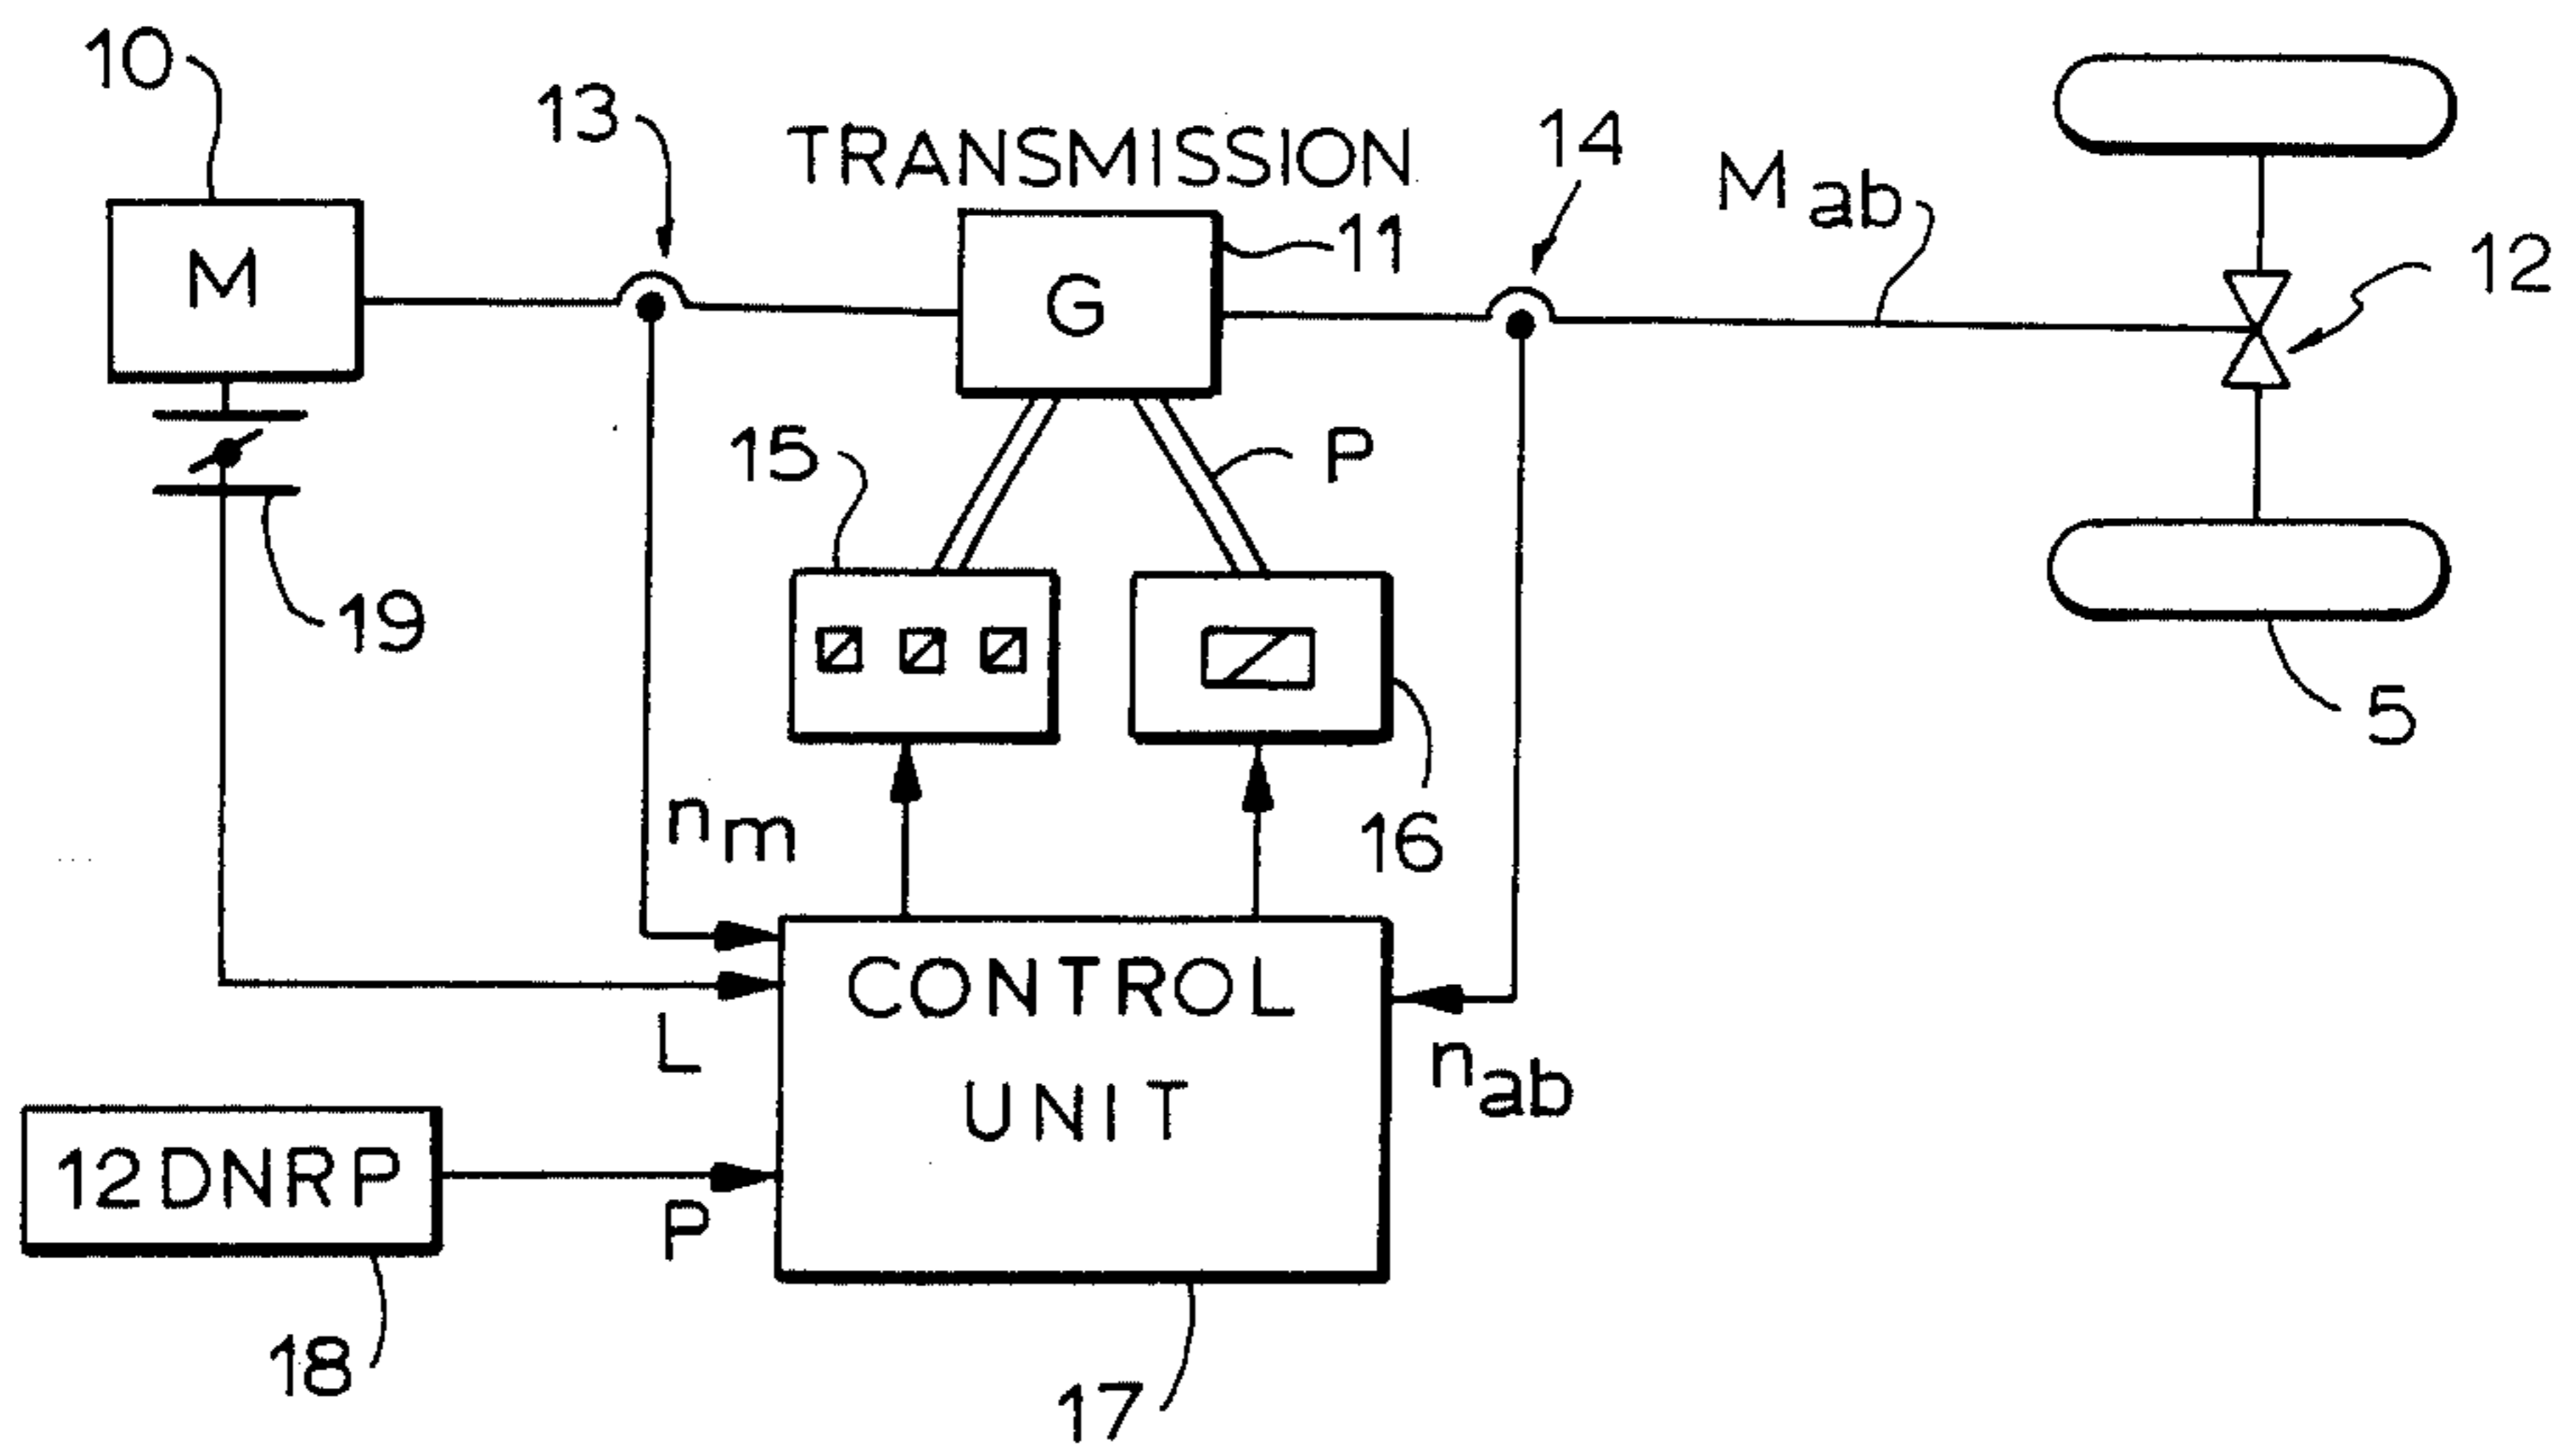 10
13
TRANSMISSION
14
M ab
12
M
G
11
15
P
19
5
n m
16
CONTROL
UNIT
L
n ab
12DNRP
P
18
17